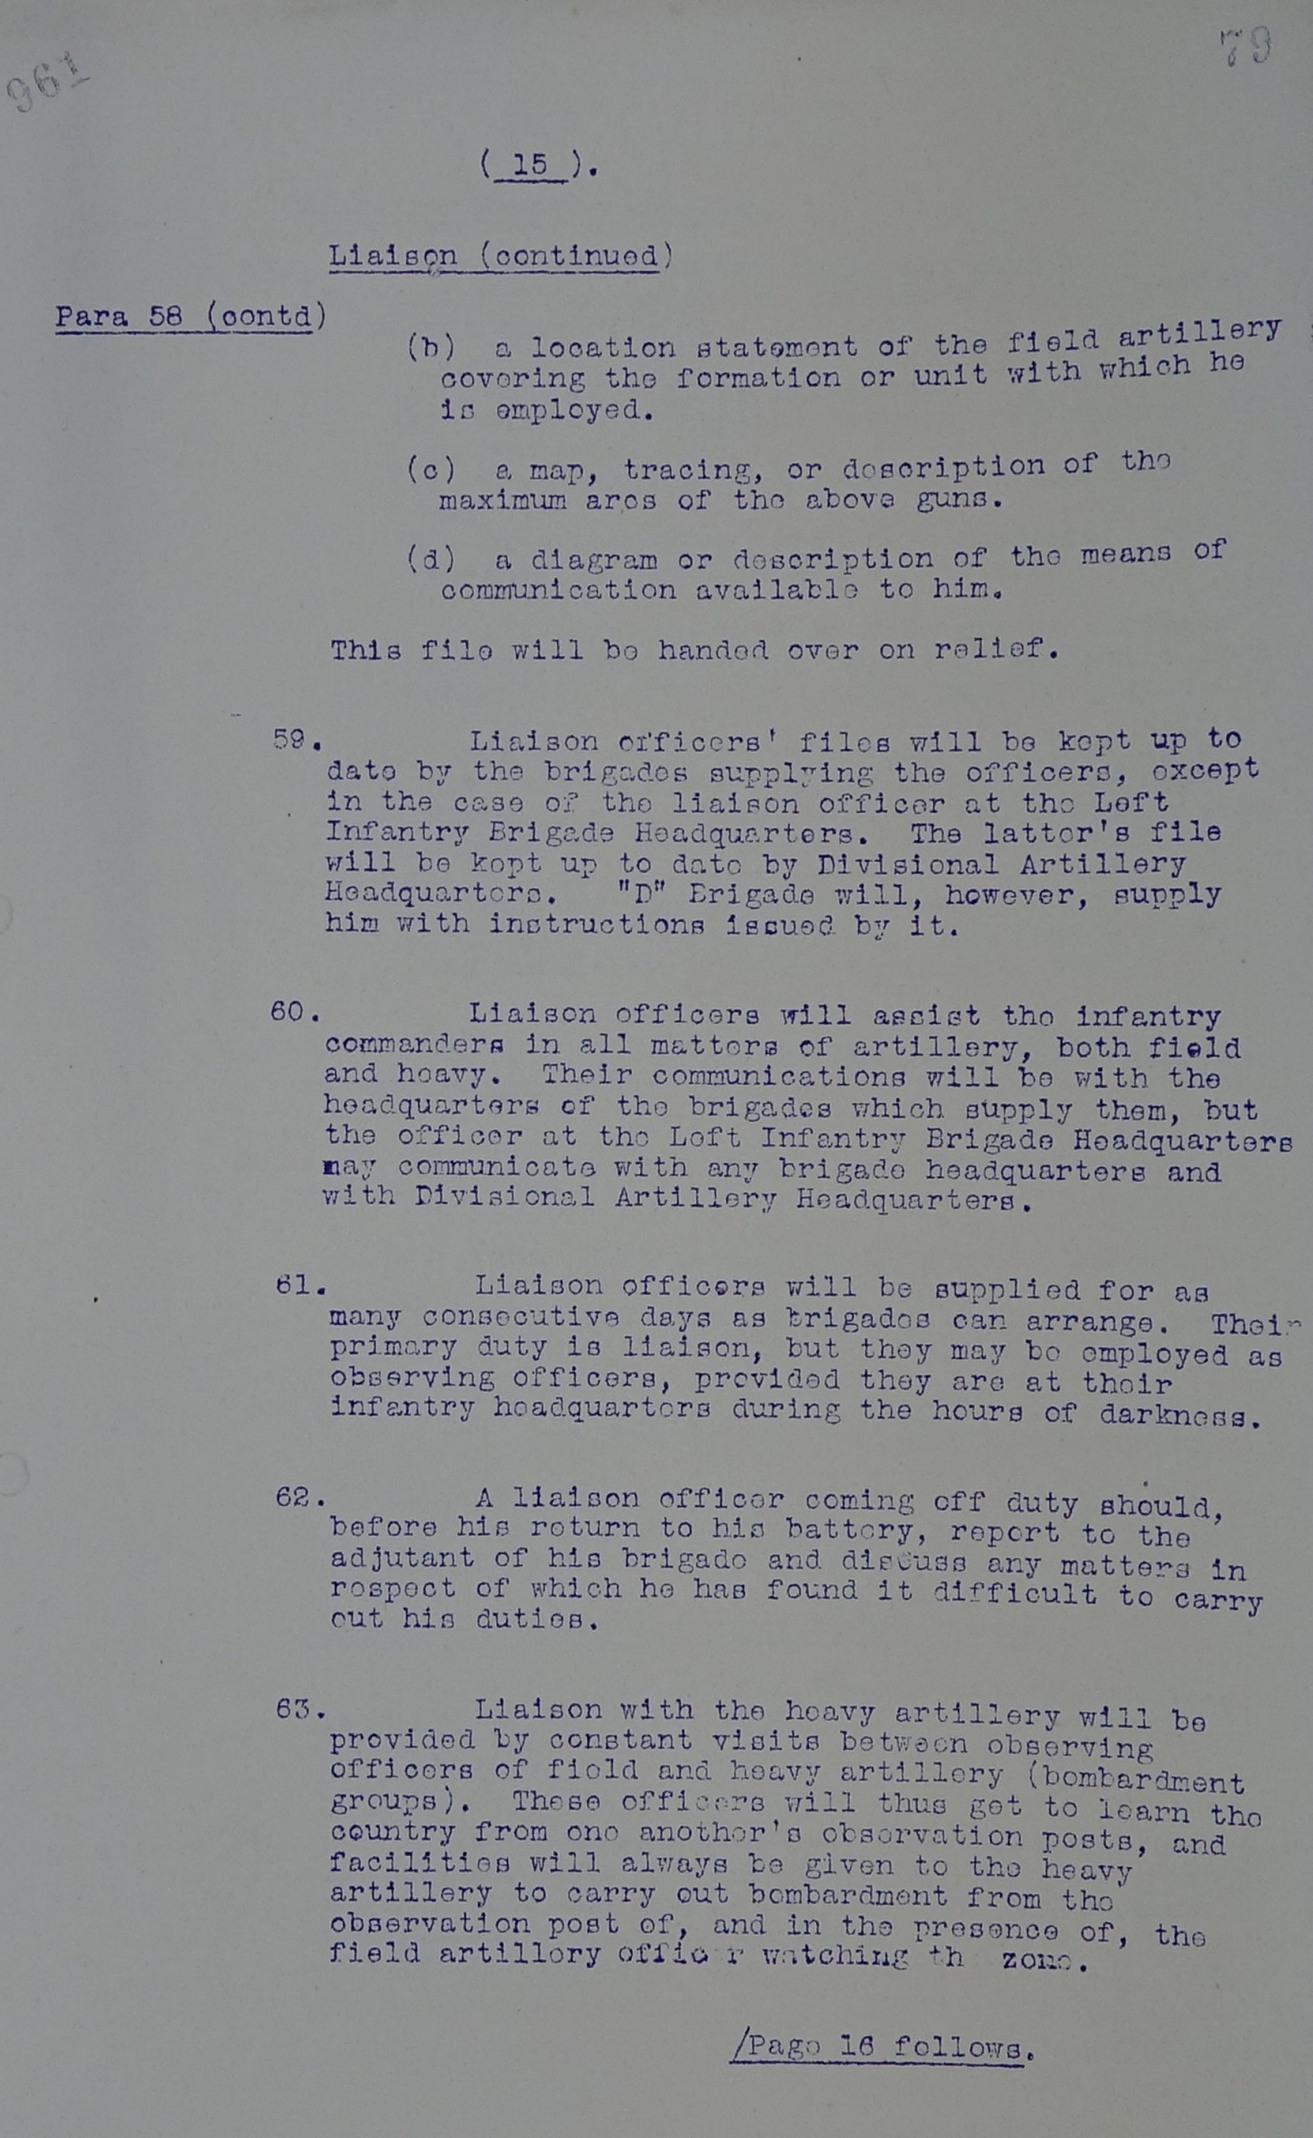 961
79
( 15 ).
Liaison (continued)
Para 58 (contd)
(b) a location statement of the field artillery
covering the formation or unit with which he
is employed.
(c) a map, tracing, or description of the
maximum arcs of the above guns.
(d) a diagram or description of the means of
communication available to him.
This file will be handed over on relief.
59. Liaison officers' files will be kept up to
date by the brigades supplying the officers, except
in the case of the liaison officer at the Left
Infantry Brigade Headquarters. The latter's file
will be kept up to date by Divisional Artillery
Headquarters. "D" Brigade will, however, supply
him with instructions issued by it.
60. Liaison officers will assist the infantry
commanders in all matters of artillery, both field
and heavy. Their communications will be with the
headquarters of the brigades which supply them, but
the officer at the Left Infantry Brigade Headquarters
may communicate with any brigade headquarters and
with Divisional Artillery Headquarters.
61. Liaison officers will be supplied for as
many consecutive days as brigades can arrange. Their
primary duty is liaison, but they may be employed as
observing officers, provided they are at their
infantry headquarters during the hours of darkness.
62. A liaison officer coming off duty should,
before his return to his battery, report to the
adjutant of his brigade and discuss any matters in
respect of which he has found it difficult to carry
out his duties.
63. Liaison with the heavy artillery will be
provided by constant visits between observing
officers of field and heavy artillery (bombardment
groups). These officers will thus get to learn the
country from one another's observation posts, and
facilities will always be given to the heavy
artillery to carry out bombardment from the
observation post of, and in the presence of, the
field artillery offic r watching th zone.
/Page 16 follows.